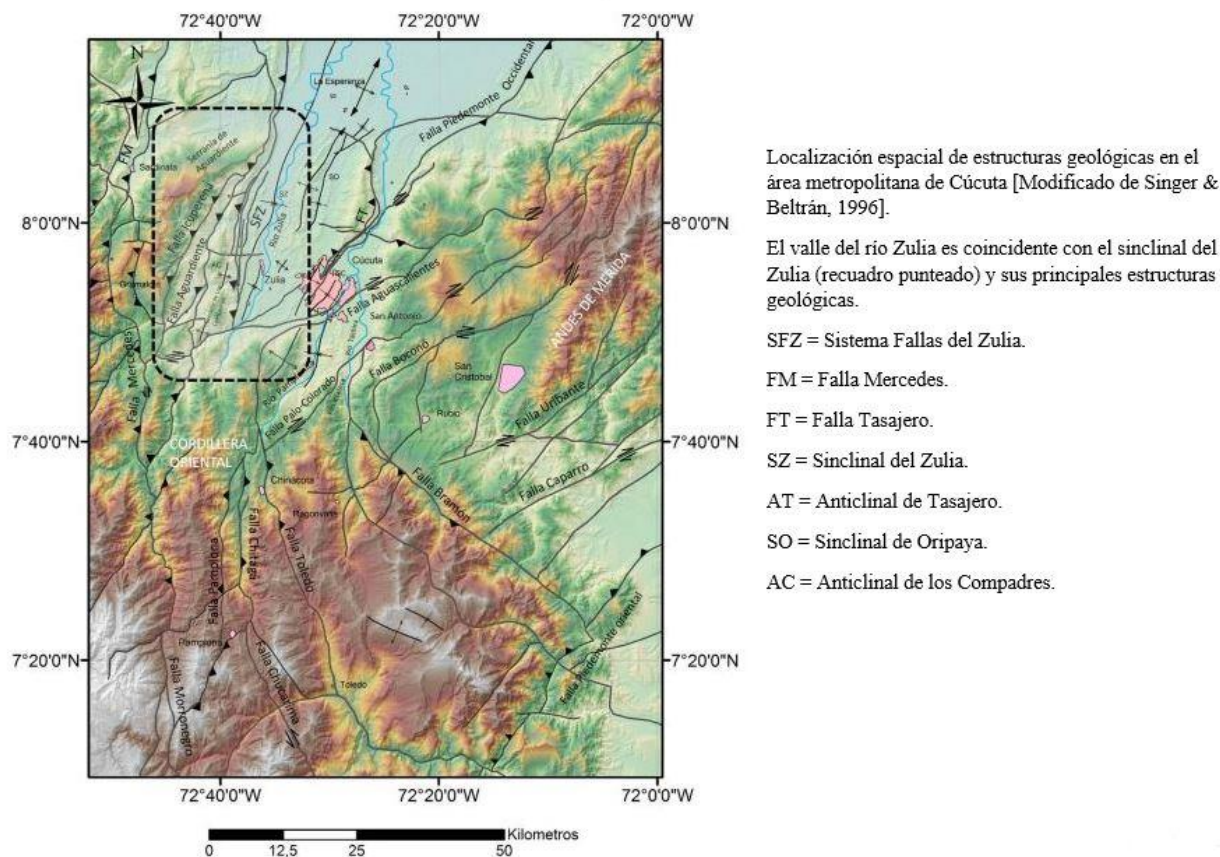 72°40'0"W
72°20'0"W
72°0'0"W
N
La Esperanza
Falla Piedemonte Occidental
FM
Sardinata
Serranía de
Aguardiente
SO
8°0'0"N
8°0'0"N
SFZ
SZ
Río Zulia
FT
Falla Aguardiente
Zulia
Cúcuta
Falla Aguascalientes
San Antonio
ANDES DE MERIDA
Gramalote
Falla Mercedes
Falla Boconó
San
Cristobal
Falla Palo Colorado
Rubio
Falla Uribante
7°40'0"N
7°40'0"N
CORDILLERA
ORIENTAL
Chinacota
Falla Bramón
Falla Caparro
Ragonvalia
Falla Pamplona
Falla Chitagá
Falla Toledo
7°20'0"N
7°20'0"N
Pamplona
Falla Morronegro
Falla Chucarima
Toledo
Falla Piedemonte oriental
72°40'0"W
72°20'0"W
72°0'0"W
Kilometros
0
12,5
25
50
Localización espacial de estructuras geológicas en el
área metropolitana de Cúcuta [Modificado de Singer &
Beltrán, 1996].
El valle del río Zulia es coincidente con el sinclinal del
Zulia (recuadro punteado) y sus principales estructuras
geológicas.
SFZ = Sistema Fallas del Zulia.
FM = Falla Mercedes.
FT = Falla Tasajero.
SZ = Sinclinal del Zulia.
AT = Anticlinal de Tasajero.
SO = Sinclinal de Oripaya.
AC = Anticlinal de los Compadres.